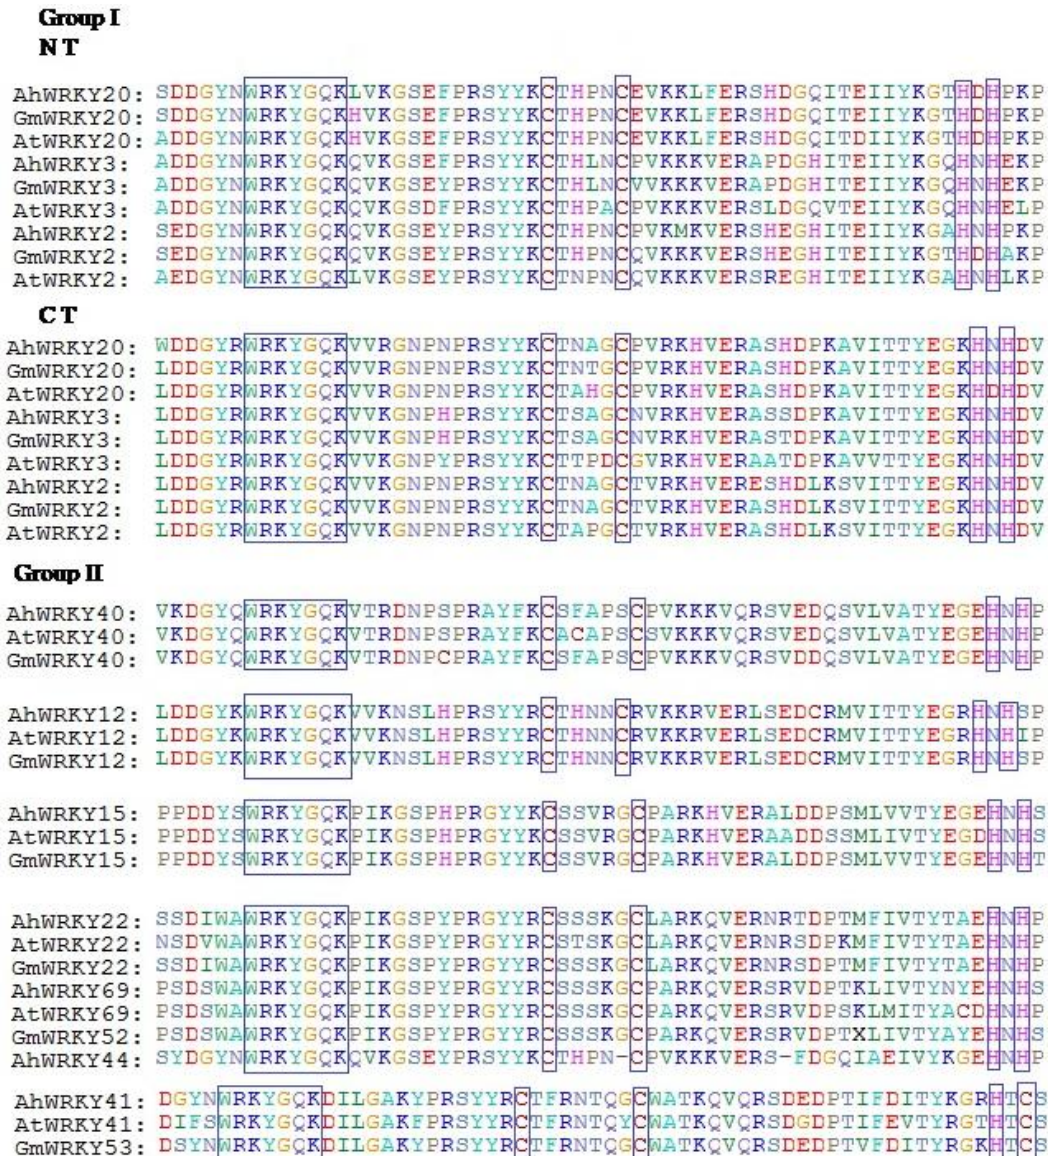 Group I
N T
AhWRKY20: SDDGYNWRKYGQKLVKGSEFPRSYYKCTHPNCEVKKLFERSHDGQITEIIYKGTHDHPKP
GmWRKY20: SDDGYNWRKYGQKHVKGSEFPRSYYKCTHPNCEVKKLFERSHDGQITEIIYKGTHDHPKP
AtWRKY20: ADDGYNWRKYGQKHVKGSEFPRSYYKCTHPNCEVKKLFERSHDGQITDIIYKGTHDHPKP
AhWRKY3: ADDGYNWRKYGQKQVKGSEYPRSYYKCTHLNCPVKKKVERAPDGHITEIIYKGQHNHEKP
GmWRKY3: ADDGYNWRKYGQKQVKGSEYPRSYYKCTHLNCVVKKKVERAPDGHITEIIYKGQHNHEKP
AtWRKY3: ADDGYNWRKYGQKQVKGSDFPRSYYKCTHPACPVKKKVERSLDGQVTEIIYKGQHNHELP
AhWRKY2: SEDGYNWRKYGQKQVKGSEYPRSYYKCTHPNCPVKMKVERSHEGHITEIIYKGAHNHPKP
GmWRKY2: SEDGYNWRKYGQKQVKGSEYPRSYYKCTHPNCQVKKKVERSHEGHITEIIYKGTHDHAKP
AtWRKY2: AEDGYNWRKYGQKLVKGSEYPRSYYKCTNPNCQVKKKVERSREGHITEIIYKGAHNHLKP
C T
AhWRKY20: WDDGYRWRKYGQKVVRGNPNPRSYYKCTNAGCPVRKHVERASHDPKAVITTYEGKHNHDV
GmWRKY20: LDDGYRWRKYGQKVVRGNPNPRSYYKCTNTGCPVRKHVERASHDPKAVITTYEGKHNHDV
AtWRKY20: LDDGYRWRKYGQKVVRGNPNPRSYYKCTAHGCPVRKHVERASHDPKAVITTYEGKHDHDV
AhWRKY3: LDDGYRWRKYGQKVVKGNPHPRSYYKCTSAGCNVRKHVERASSDPKAVITTYEGKHNHDV
GmWRKY3: LDDGYRWRKYGQKVVKGNPHPRSYYKCTSAGCNVRKHVERASTDPKAVITTYEGKHNHDV
AtWRKY3: LDDGYRWRKYGQKVVKGNPYPRSYYKCTTPDCGVRKHVERAATDPKAVVTTYEGKHNHDV
AhWRKY2: LDDGYRWRKYGQKVVKGNPNPRSYYKCTNAGCTVRKHVERESHDLKSVITTYEGKHNHDV
GmWRKY2: LDDGYRWRKYGQKVVKGNPNPRSYYKCTNAGCTVRKHVERASHDLKSVITTYEGKHNHDV
AtWRKY2: LDDGYRWRKYGQKVVKGNPNPRSYYKCTAPGCTVRKHVERASHDLKSVITTYEGKHNHDV
Group II
AhWRKY40: VKDGYQWRKYGQKVTRDNPSPRAYFKCSFAPSCPVKKKVQRSVEDQSVLVATYEGEHNHP
AtWRKY40: VKDGYQWRKYGQKVTRDNPSPRAYFKCACAPSCSVKKKVQRSVEDQSVLVATYEGEHNHP
GmWRKY40: VKDGYQWRKYGQKVTRDNPCPRAYFKCSFAPSCPVKKKVQRSVDDQSVLVATYEGEHNHP
AhWRKY12: LDDGYKWRKYGQKVVKNSLHPRSYYRCTHNNCRVKKRVERLSEDCRMVITTYEGRHNHSP
AtWRKY12: LDDGYKWRKYGQKVVKNSLHPRSYYRCTHNNCRVKKRVERLSEDCRMVITTYEGRHNHIP
GmWRKY12: LDDGYKWRKYGQKVVKNSLHPRSYYRCTHNNCRVKKRVERLSEDCRMVITTYEGRHNHSP
AhWRKY15: PPDDYSWRKYGQKPIKGSPHPRGYYKCSSVRGCPARKHVERALDDPSMLVVTYEGEHNHS
AtWRKY15: PPDDYSWRKYGQKPIKGSPHPRGYYKCSSVRGCPARKHVERAADDSSMLIVTYEGDHNHS
GmWRKY15: PPDDYSWRKYGQKPIKGSPHPRGYYKCSSVRGCPARKHVERALDDPSMLVVTYEGEHNHT
AhWRKY22: SSDIWAWRKYGQKPIKGSPYPRGYYRCSSSKGCLARKQVERNRTDPTMFIVTYTAEHNHP
AtWRKY22: NSDVWAWRKYGQKPIKGSPYPRGYYRCSTSKGCLARKQVERNRSDPKMFIVTYTAEHNHP
GmWRKY22: SSDIWAWRKYGQKPIKGSPYPRGYYRCSSSKGCLARKQVERNRSDPTMFIVTYTAEHNHP
AhWRKY69: PSDSWAWRKYGQKPIKGSPYPRGYYRCSSSKGCPARKQVERSRVDPTKLIVTYNYEHNHS
AtWRKY69: PSDSWAWRKYGQKPIKGSPYPRGYYRCSSSKGCPARKQVERSRVDPSKLMITYACDHNHP
GmWRKY52: PSDSWAWRKYGQKPIKGSPYPRGYYRCSSSKGCPARKQVERSRVDPTXLIVTYAYEHNHS
AhWRKY44: SYDGYNWRKYGQKQVKGSEYPRSYYKCTHPN-CPVKKKVERS-FDGQIAEIVYKGEHNHP
AhWRKY41: DGYNWRKYGQKDILGAKYPRSYYRCTFRNTQGCWATKQVQRSDEDPTIFDITYKGRHTCS
AtWRKY41: DIFSWRKYGQKDILGAKFPRSYYRCTFRNTQYCWATKQVQRSDGDPTIFEVTYRGTHTCS
GmWRKY53: DSYNWRKYGQKDILGAKYPRSYYRCTFRNTQGCWATKQVQRSDEDPTVFDITYRGKHTCS